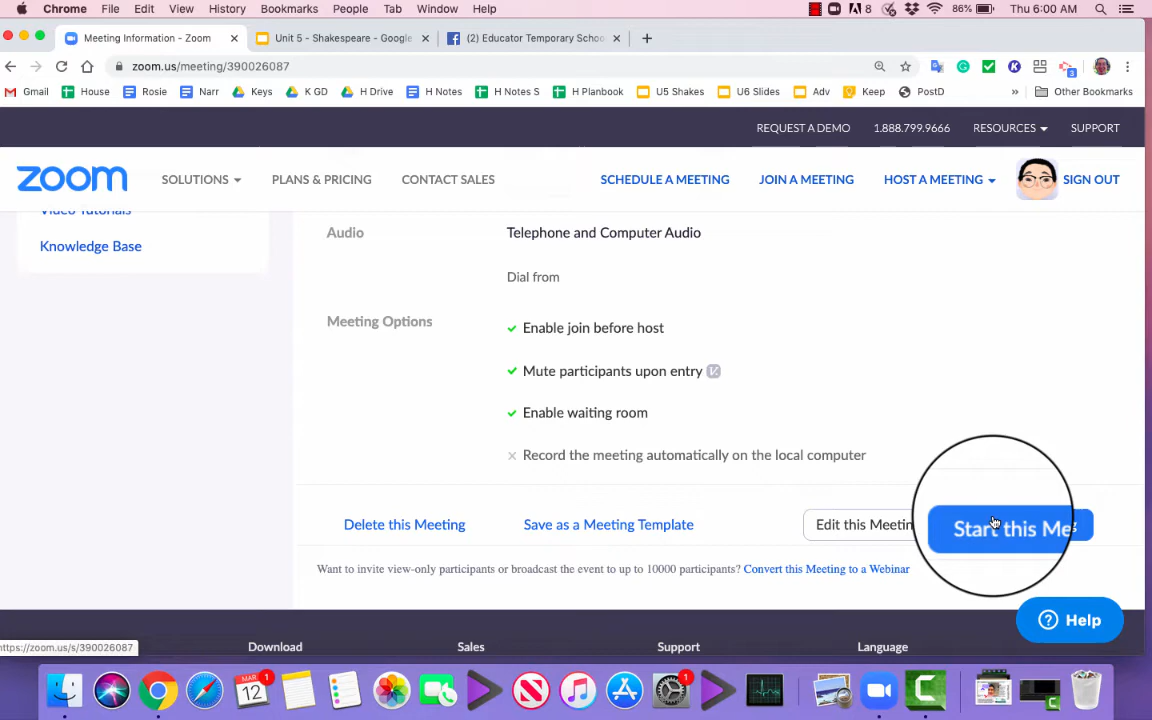 Chrome File Edit View History Bookmarks People Tab Window Help 8 86% Thu 6:00 AM
Meeting Information - Zoom Unit 5 - Shakespeare - Google (2) Educator Temporary Schoo
zoom.us/meeting/390026087
Gmail House Rosie Narr Keys K GD H Drive H Notes H Notes S H Planbook U5 Shakes U6 Slides Adv Keep PostD » Other Bookmarks
REQUEST A DEMO 1.888.799.9666 RESOURCES SUPPORT
zoom SOLUTIONS PLANS & PRICING CONTACT SALES SCHEDULE A MEETING JOIN A MEETING HOST A MEETING SIGN OUT
Video Tutorials
Knowledge Base
Audio Telephone and Computer Audio
Dial from
Meeting Options Enable join before host
Mute participants upon entry
Enable waiting room
Record the meeting automatically on the local computer
Delete this Meeting Save as a Meeting Template Edit this Meetin Start this Me
Want to invite view-only participants or broadcast the event to up to 10000 participants? Convert this Meeting to a Webinar
Help
https://zoom.us/s/390026087 Download Sales Support Language
MAR 12 1 1